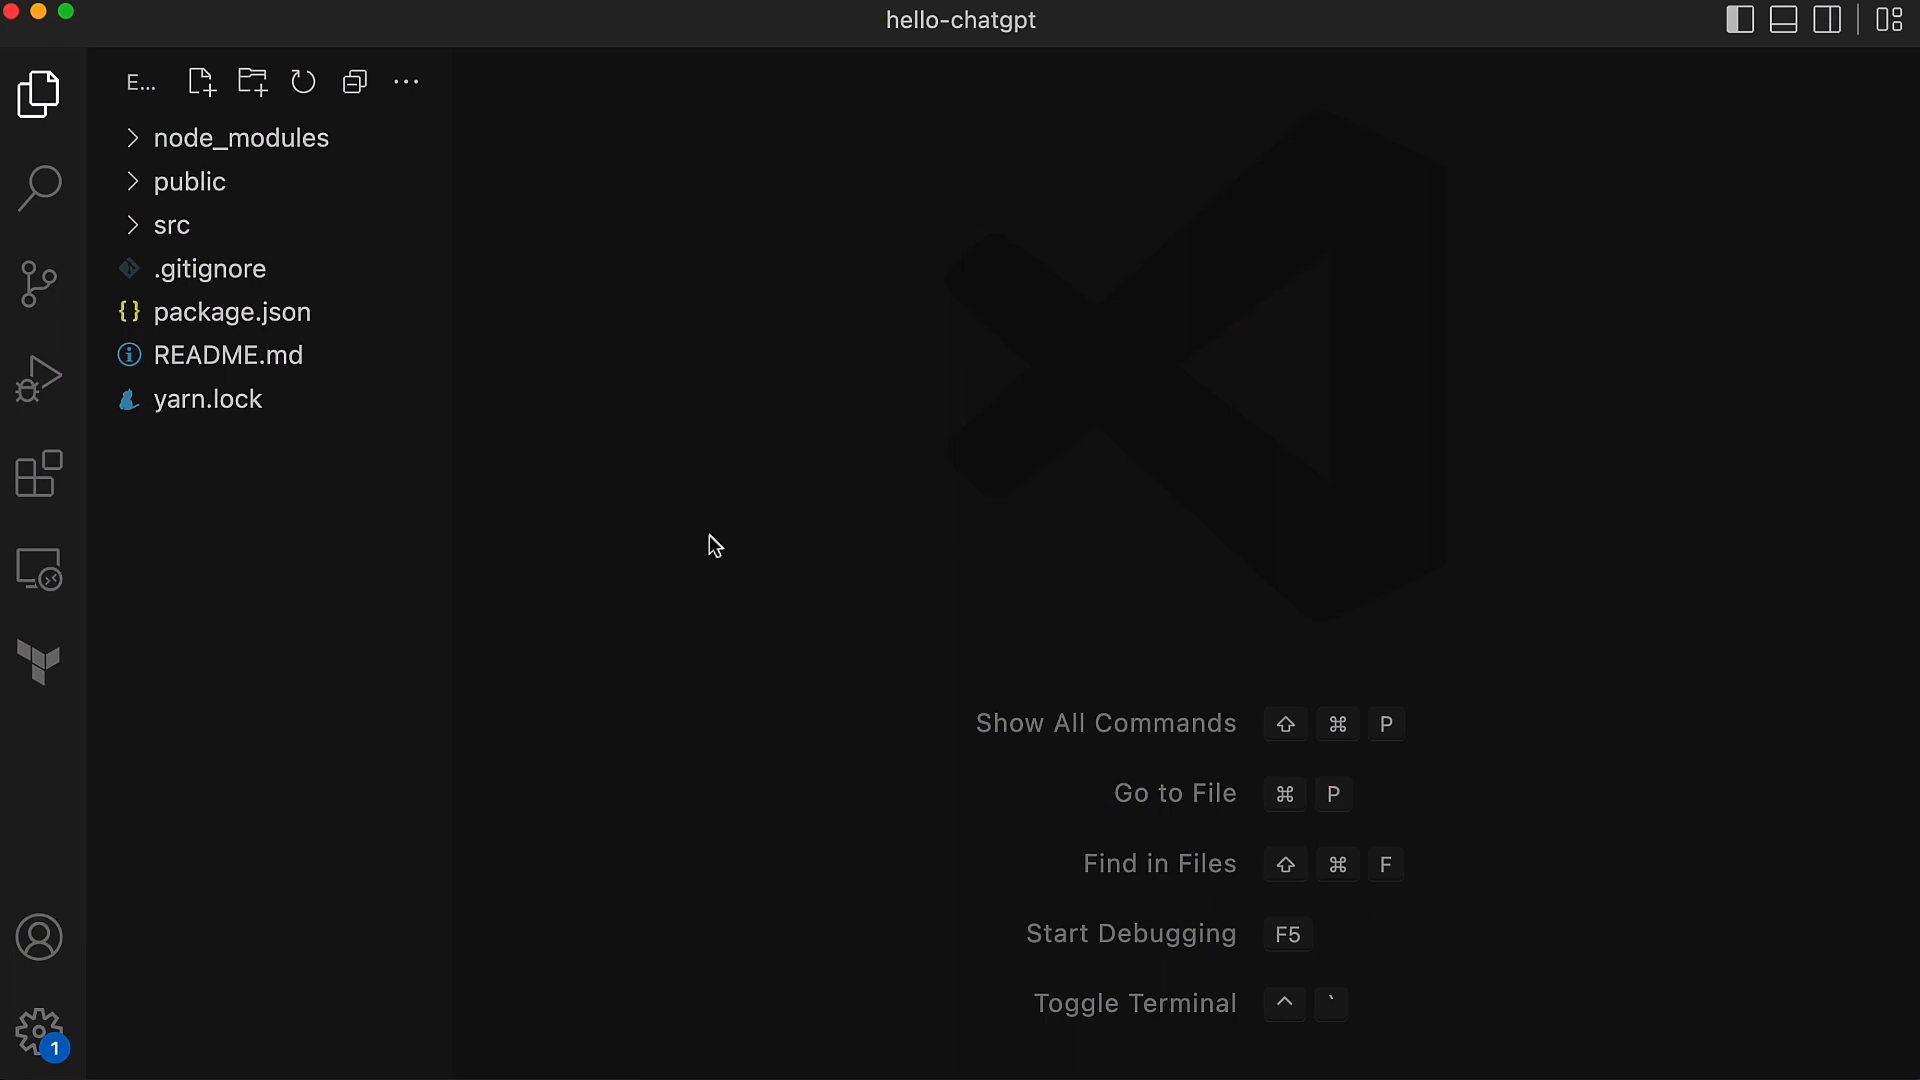 hello-chatgpt
E...
node_modules
public
src
.gitignore
{} package.json
README.md
yarn.lock
Show All Commands ⇧ ⌘ P
Go to File ⌘ P
Find in Files ⇧ ⌘ F
Start Debugging F5
Toggle Terminal ^ `
1